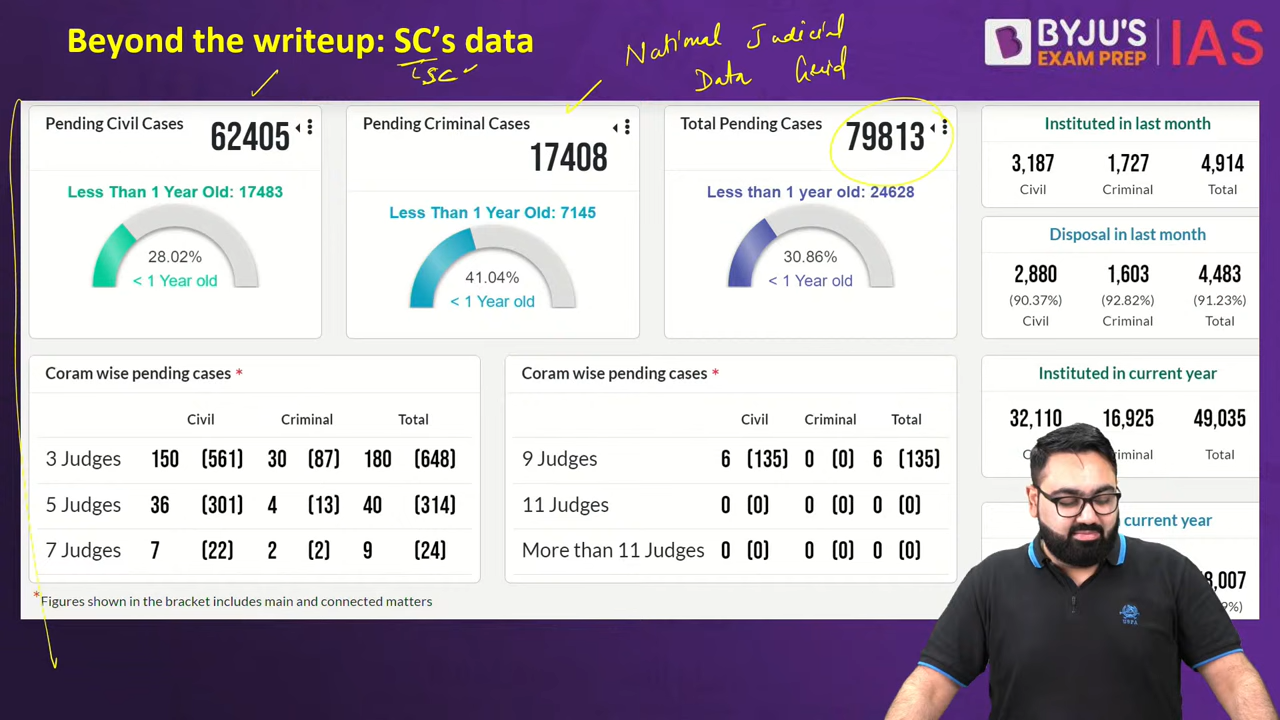 Beyond the writeup: SC's data
SC
National Judicial
Data Grid
BYJU'S
EXAM PREP
IAS
Pending Civil Cases
62405
Less Than 1 Year Old: 17483
28.02%
< 1 Year old
Pending Criminal Cases
17408
Less Than 1 Year Old: 7145
41.04%
< 1 Year old
Total Pending Cases
79813
Less than 1 year old: 24628
30.86%
< 1 Year old
Instituted in last month
3,187 1,727 4,914
Civil Criminal Total
Disposal in last month
2,880 1,603 4,483
(90.37%) (92.82%) (91.23%)
Civil Criminal Total
Coram wise pending cases *
Civil Criminal Total
3 Judges 150 (561) 30 (87) 180 (648)
5 Judges 36 (301) 4 (13) 40 (314)
7 Judges 7 (22) 2 (2) 9 (24)
Coram wise pending cases *
Civil Criminal Total
9 Judges 6 (135) 0 (0) 6 (135)
11 Judges 0 (0) 0 (0) 0 (0)
More than 11 Judges 0 (0) 0 (0) 0 (0)
Instituted in current year
32,110 16,925 49,035
Total
current year
*Figures shown in the bracket includes main and connected matters